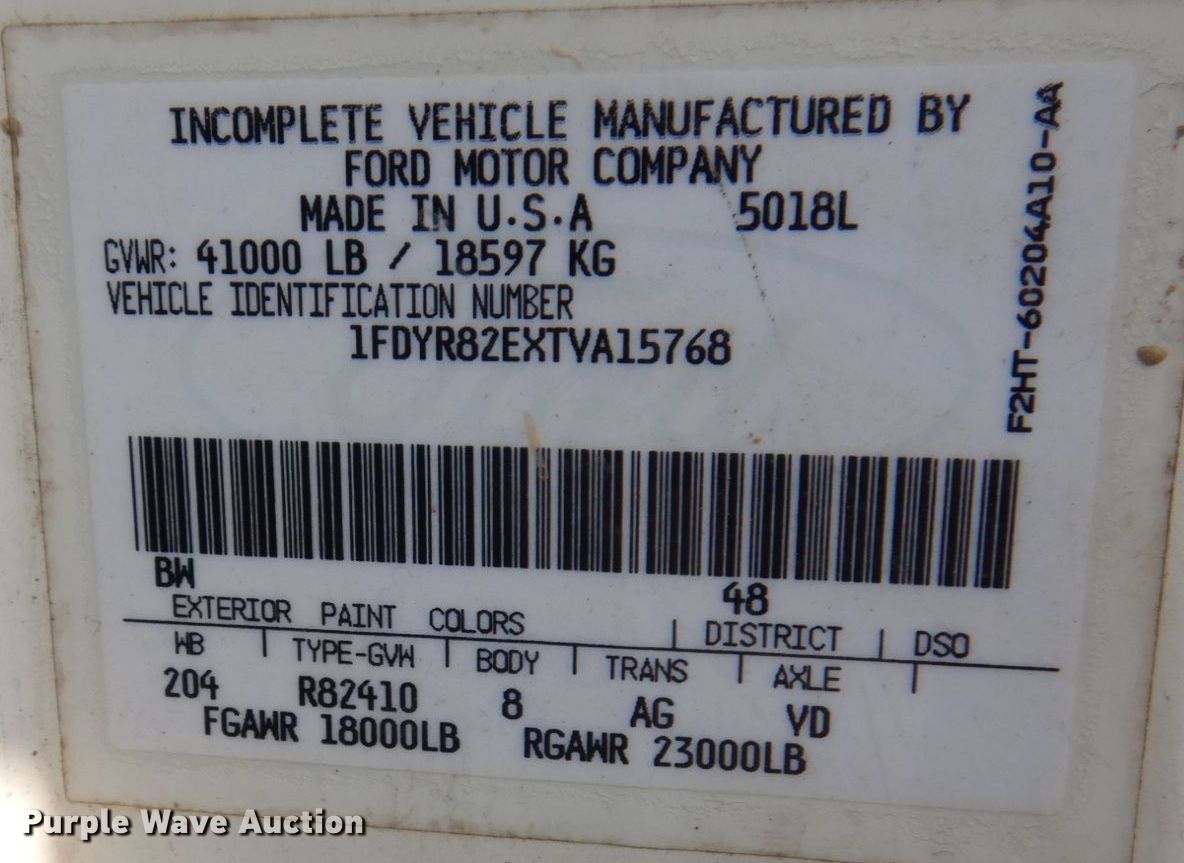 INCOMPLETE VEHICLE MANUFACTURED BY
FORD MOTOR COMPANY
MADE IN U.S.A 5018L
GVWR: 41000 LB / 18597 KG
VEHICLE IDENTIFICATION NUMBER
1FDYR82EXTVA15768
F2HT-60204A10-AA
BW 48
EXTERIOR PAINT COLORS DISTRICT DSO
WB TYPE-GVW BODY TRANS AXLE
204 R82410 8 AG VD
FGAWR 18000LB RGAWR 23000LB
Purple Wave Auction